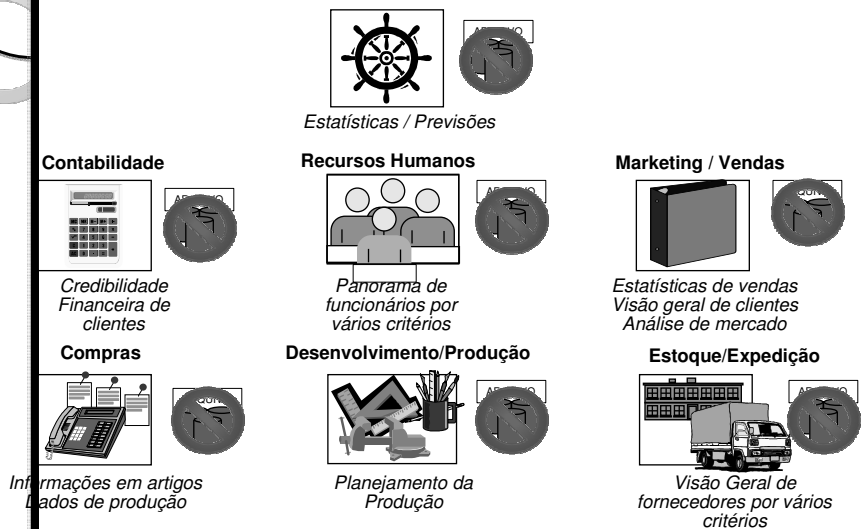 Estatísticas / Previsões
Contabilidade
Recursos Humanos
Marketing / Vendas
Credibilidade
Financeira de
clientes
Panorama de
funcionários por
vários critérios
Estatísticas de vendas
Visão geral de clientes
Análise de mercado
Compras
Desenvolvimento/Produção
Estoque/Expedição
Informações em artigos
Dados de produção
Planejamento da
Produção
Visão Geral de
fornecedores por vários
critérios